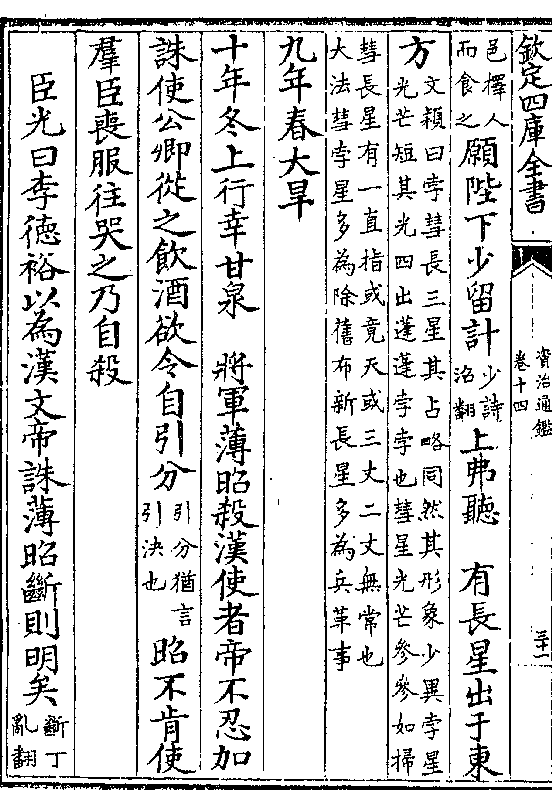 欽定四庫全書
資治通鑑
卷十四
三十一
邑擇人
而食之
願陛下少留計
少詩
沼翻
上弗聽 有長星出于東
方
文穎曰孛彗長三星其占略同然其形象少異孛星
光芒短其光四出蓬蓬孛孛也彗星光芒參參如掃
彗長星有一直指或竟天或三丈二丈無常也
大法彗孛星多為除舊布新長星多為兵革事
九年春大旱
十年冬上行幸甘泉 將軍薄昭殺漢使者帝不忍加
誅使公卿從之飲酒欲令自引分
引分猶言
引決也
昭不肯使
羣臣喪服往哭之乃自殺
臣光曰李德裕以為漢文帝誅薄昭斷則明矣
斷丁
亂翻